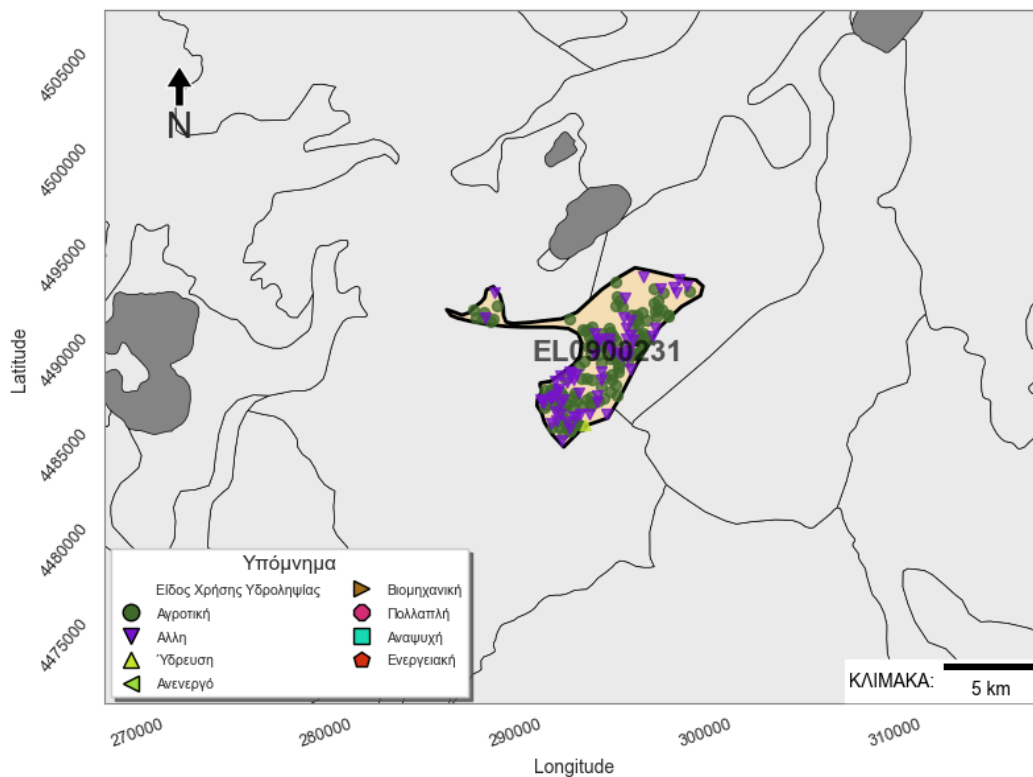 4505000
4500000
4495000
4490000
4485000
4480000
4475000
Latitude
N
EL0900231
Υπόμνημα
Είδος Χρήσης Υδροληψίας
Αγροτική
Αλλη
Ύδρευση
Ανενεργό
Βιομηχανική
Πολλαπλή
Αναψυχή
Ενεργειακή
ΚΛΙΜΑΚΑ:
5 km
270000
280000
290000
300000
310000
Longitude